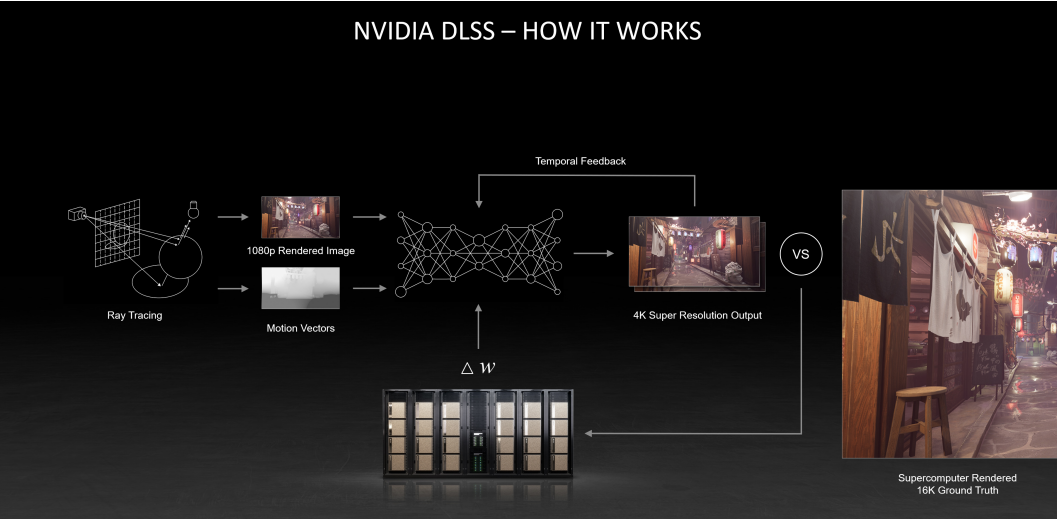 NVIDIA DLSS – HOW IT WORKS
Temporal Feedback
1080p Rendered Image
VS
Ray Tracing
Motion Vectors
4K Super Resolution Output
△ w
Supercomputer Rendered
16K Ground Truth